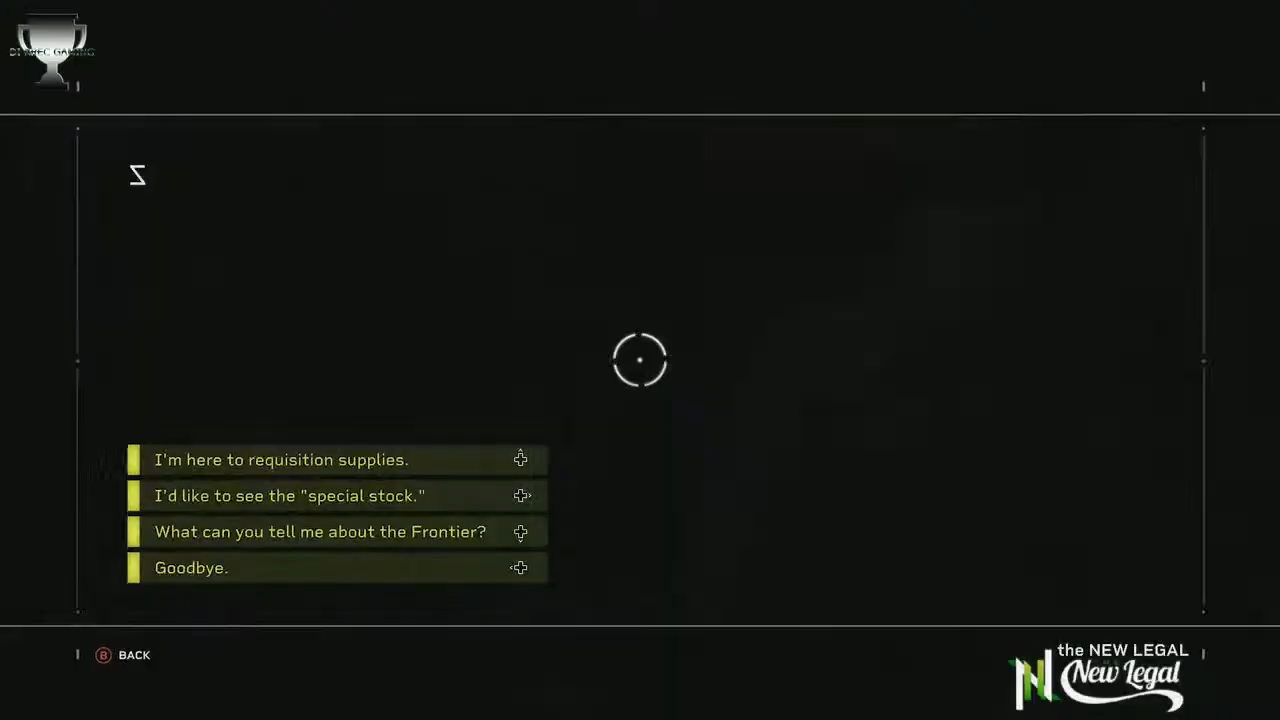 Z
I'm here to requisition supplies.
I'd like to see the "special stock."
What can you tell me about the Frontier?
Goodbye.
B BACK
the NEW LEGAL
New Legal